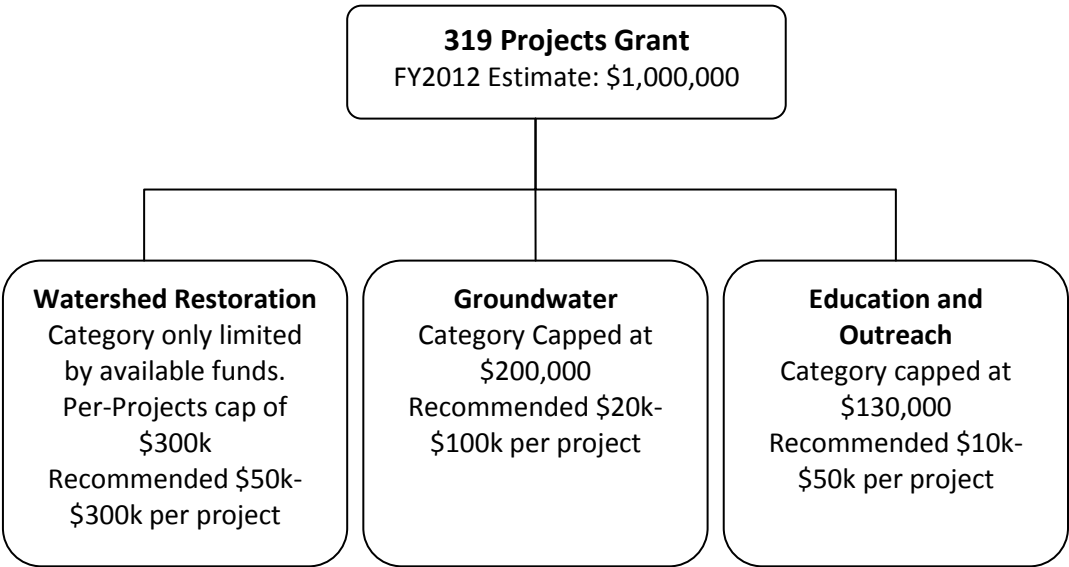 319 Projects Grant
FY2012 Estimate: $1,000,000
Watershed Restoration
Category only limited
by available funds.
Per-Projects cap of
$300k
Recommended $50k-
$300k per project
Groundwater
Category Capped at
$200,000
Recommended $20k-
$100k per project
Education and
Outreach
Category capped at
$130,000
Recommended $10k-
$50k per project